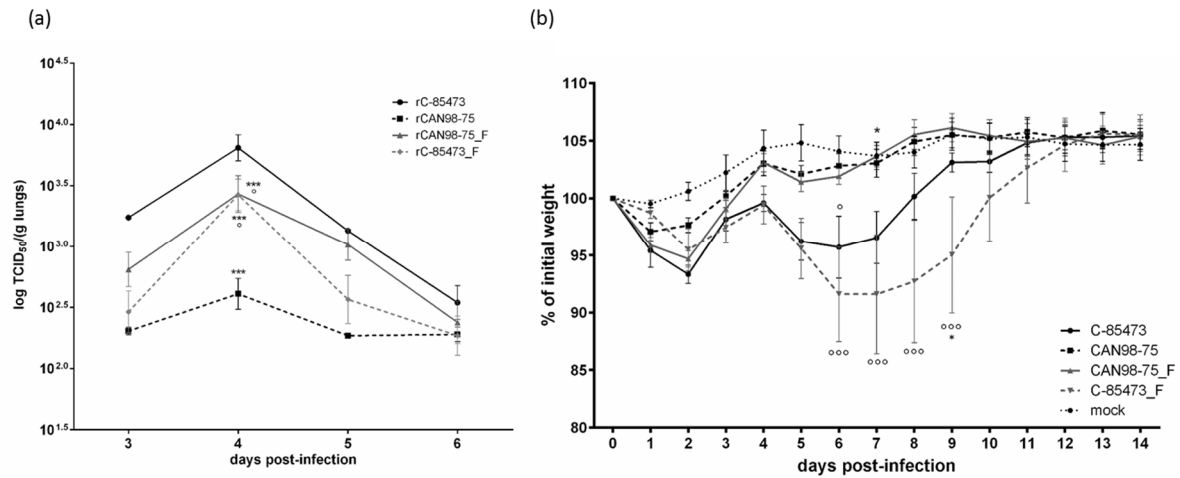 (a)
(b)
10^4.5
10^4.0
10^3.5
10^3.0
10^2.5
10^2.0
10^1.5
log TCID50/(g lungs)
3 4 5 6
days post-infection
rC-85473
rCAN98-75
rCAN98-75_F
rC-85473_F
***
°
***
°
***
110
105
100
95
90
85
80
% of initial weight
0 1 2 3 4 5 6 7 8 9 10 11 12 13 14
days post-infection
*
°
°°°
°°°
°°°
°°°
*
C-85473
CAN98-75
CAN98-75_F
C-85473_F
mock